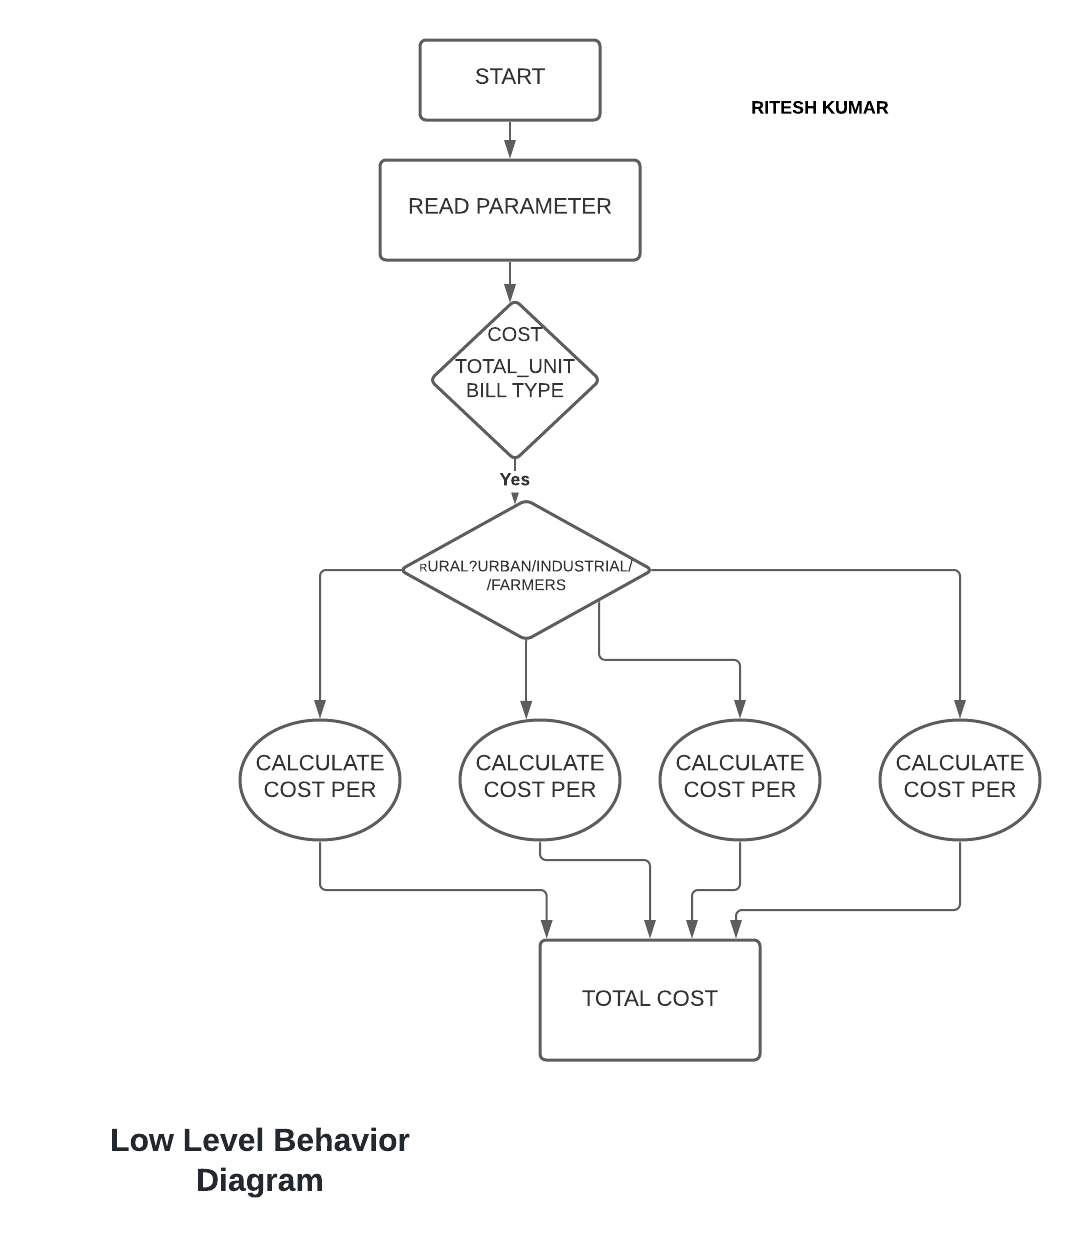 START
RITESH KUMAR
READ PARAMETER
COST
TOTAL_UNIT
BILL TYPE
Yes
RURAL?URBAN/INDUSTRIAL/
/FARMERS
CALCULATE
COST PER
CALCULATE
COST PER
CALCULATE
COST PER
CALCULATE
COST PER
TOTAL COST
Low Level Behavior
Diagram